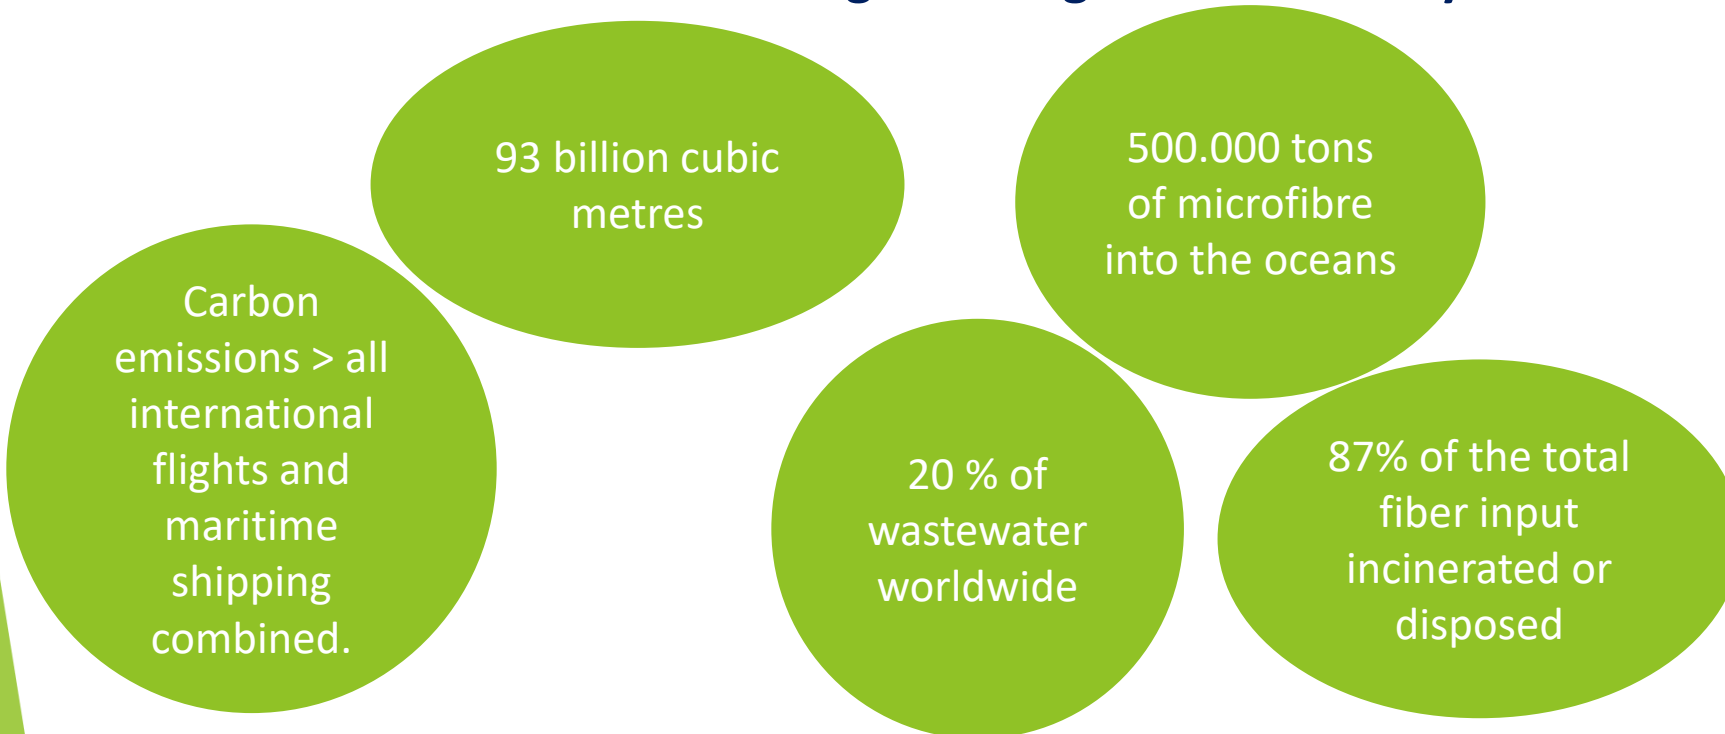 93 billion cubic
metres
500.000 tons
of microfibre
into the oceans
Carbon
emissions > all
international
flights and
maritime
shipping
combined.
20 % of
wastewater
worldwide
87% of the total
fiber input
incinerated or
disposed